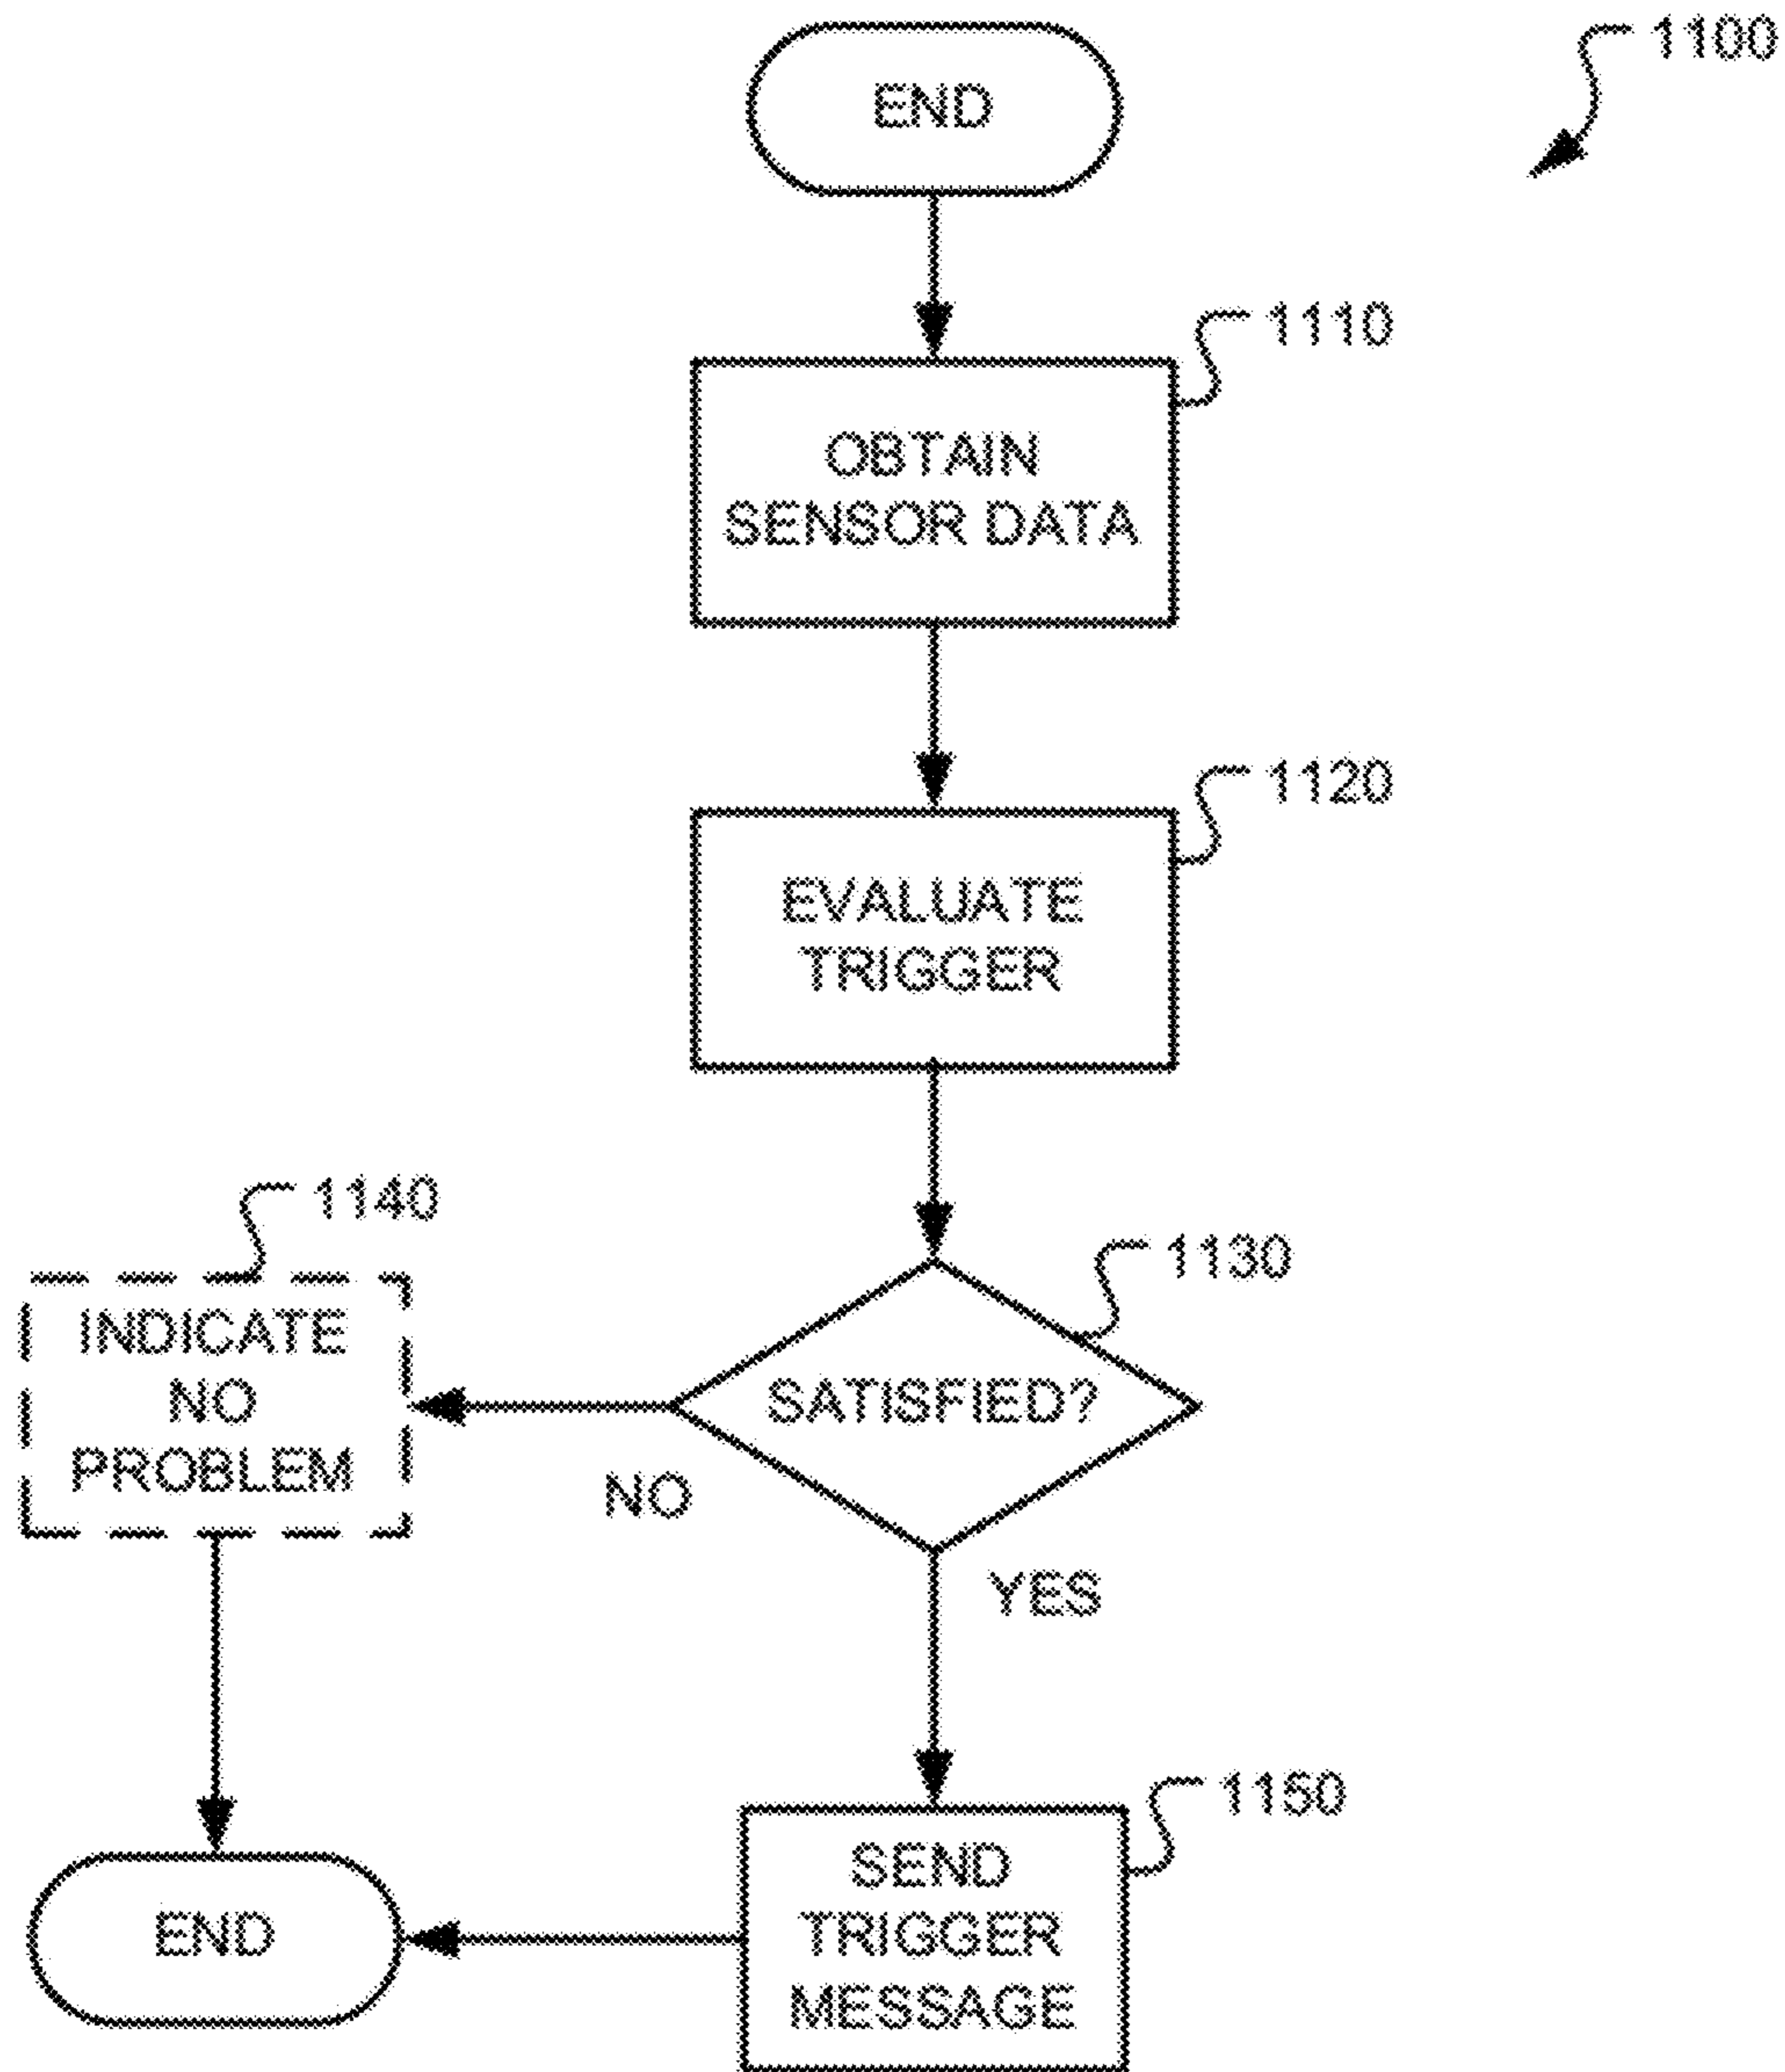 1100
END
1110
OBTAIN
SENSOR DATA
1120
EVALUATE
TRIGGER
1140
1130
INDICATE
NO
PROBLEM
SATISFIED?
NO
YES
1150
SEND
TRIGGER
MESSAGE
END